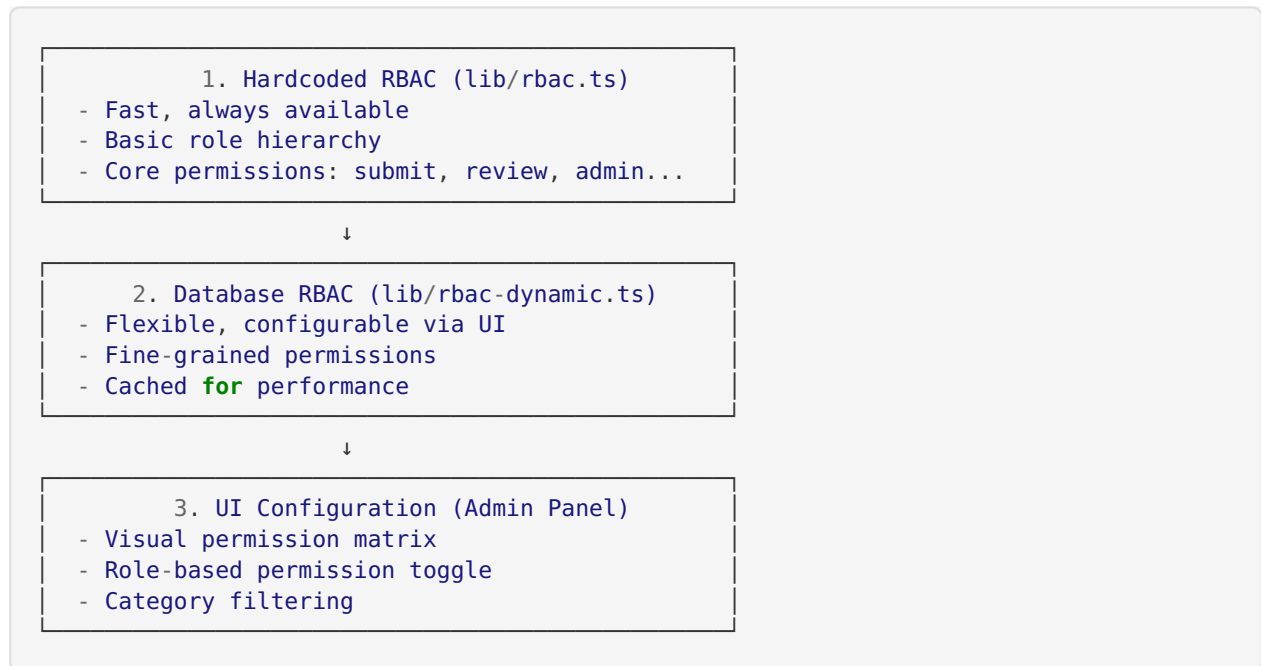 1. Hardcoded RBAC (lib/rbac.ts)
- Fast, always available
- Basic role hierarchy
- Core permissions: submit, review, admin...
↓
2. Database RBAC (lib/rbac-dynamic.ts)
- Flexible, configurable via UI
- Fine-grained permissions
- Cached for performance
↓
3. UI Configuration (Admin Panel)
- Visual permission matrix
- Role-based permission toggle
- Category filtering